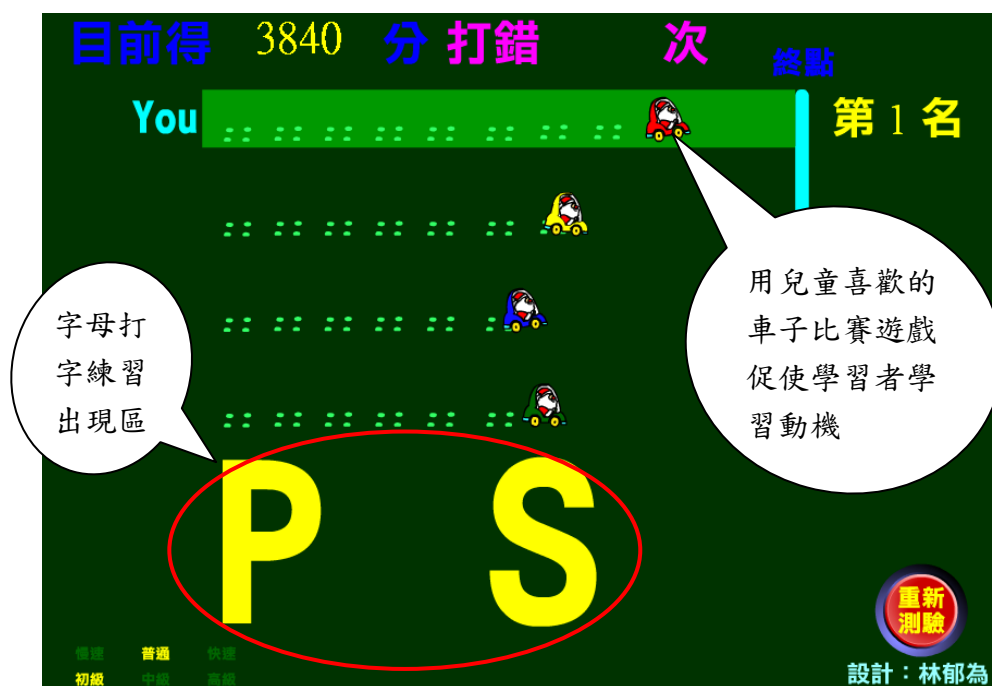 目前得 3840 分 打錯 次
終點
You
第 1 名
用兒童喜歡的
車子比賽遊戲
促使學習者學
習動機
字母打
字練習
出現區
P S
重新
測驗
慢速 普通 快速
初級 中級 高級
設計：林郁為